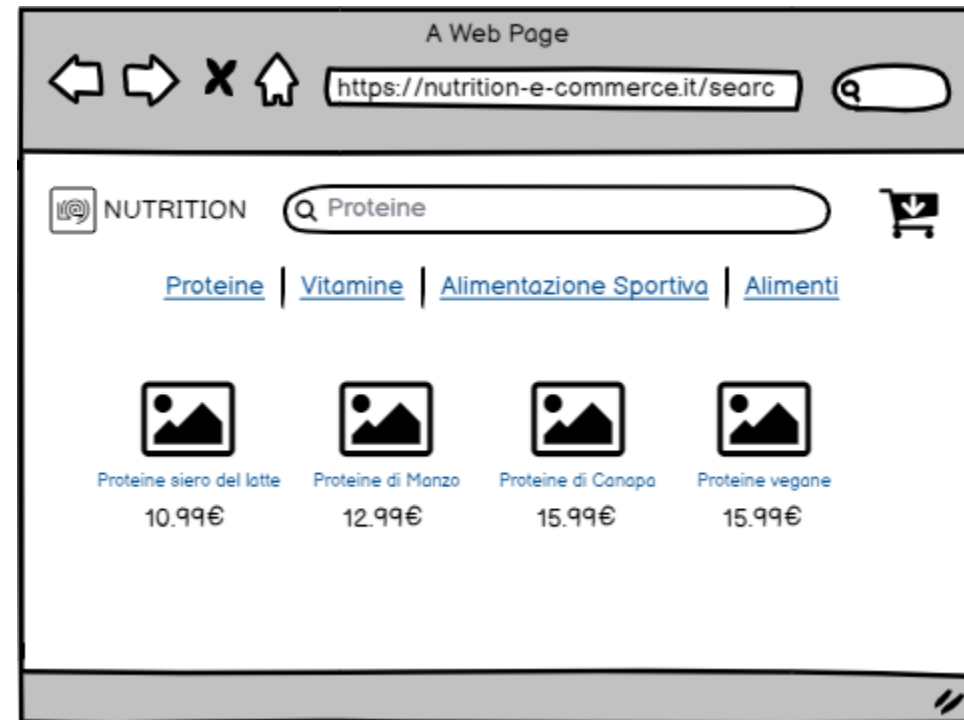 A Web Page
https://nutrition-e-commerce.it/searc
NUTRITION
Proteine
Proteine | Vitamine | Alimentazione Sportiva | Alimenti
Proteine siero del latte Proteine di Manzo Proteine di Canapa Proteine vegane
10.99€ 12.99€ 15.99€ 15.99€